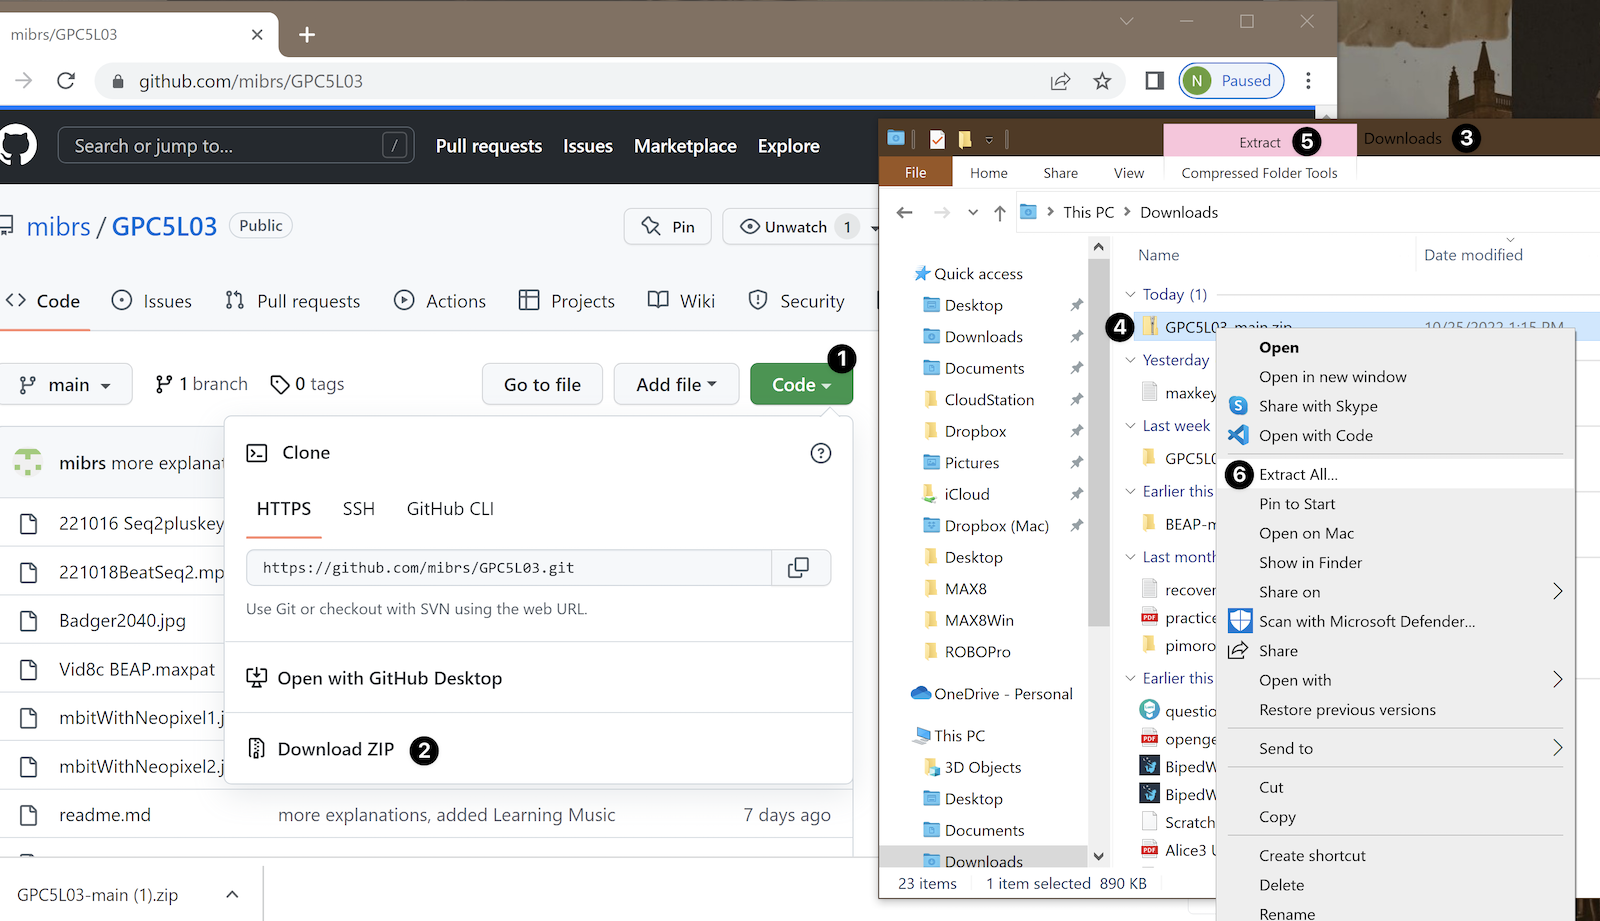 mibrs/GPC5L03
github.com/mibrs/GPC5L03
N Paused
Search or jump to... /
Pull requests Issues Marketplace Explore
mibrs / GPC5L03 Public
Pin
Unwatch 1
Code Issues Pull requests Actions Projects Wiki Security
1
main 1 branch 0 tags
Go to file Add file Code
mibrs more explanat
221016 Seq2pluskey
221018BeatSeq2.mp
Badger2040.jpg
Vid8c BEAP.maxpat
mbitWithNeopixel1.j
mbitWithNeopixel2.j
readme.md more explanations, added Learning Music 7 days ago
Clone
HTTPS SSH GitHub CLI
https://github.com/mibrs/GPC5L03.git
Use Git or checkout with SVN using the web URL.
Open with GitHub Desktop
Download ZIP 2
GPC5L03-main (1).zip
Extract 5 Downloads 3
File Home Share View Compressed Folder Tools
This PC Downloads
Quick access
Desktop
Downloads
Documents
CloudStation
Dropbox
Pictures
iCloud
Dropbox (Mac)
Desktop
MAX8
MAX8Win
ROBOPro
OneDrive - Personal
This PC
3D Objects
Desktop
Documents
Downloads
23 items 1 item selected 890 KB
Name Date modified
Today (1)
4 GPC5L03-main.zip 10/25/2022 1:15 PM
Yesterday
maxkey
Last week
GPC5L0
Earlier this
BEAP-m
Last month
recover
PDF practice
pimoro
Earlier this
questio
PDF openge
BipedW
BipedW
Scratch
PDF Alice3 U
Open
Open in new window
S Share with Skype
Open with Code
6 Extract All...
Pin to Start
Open on Mac
Show in Finder
Share on
Scan with Microsoft Defender...
Share
Open with
Restore previous versions
Send to
Cut
Copy
Create shortcut
Delete
Rename